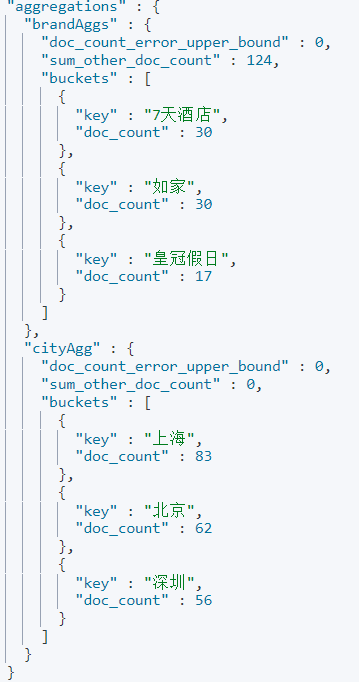 "aggregations" : {
"brandAggs" : {
"doc_count_error_upper_bound" : 0,
"sum_other_doc_count" : 124,
"buckets" : [
{
"key" : "7天酒店",
"doc_count" : 30
},
{
"key" : "如家",
"doc_count" : 30
},
{
"key" : "皇冠假日",
"doc_count" : 17
}
]
},
"cityAgg" : {
"doc_count_error_upper_bound" : 0,
"sum_other_doc_count" : 0,
"buckets" : [
{
"key" : "上海",
"doc_count" : 83
},
{
"key" : "北京",
"doc_count" : 62
},
{
"key" : "深圳",
"doc_count" : 56
}
]
}
}